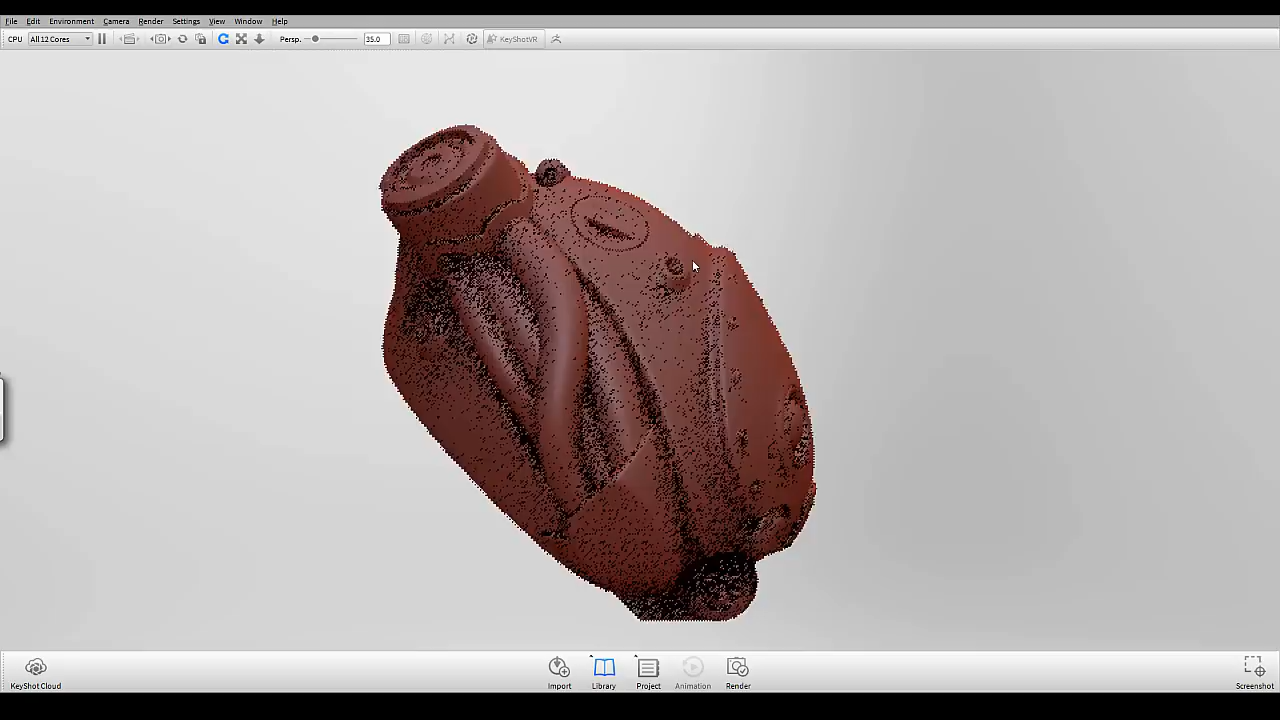 File Edit Environment Camera Render Settings View Window Help
CPU All 12 Cores Persp. 35.0 KeyShotVR
KeyShot Cloud Import Library Project Animation Render Screenshot